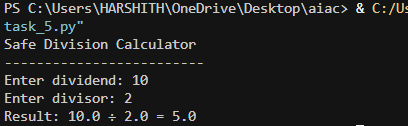 PS C:\Users\HARSHITH\OneDrive\Desktop\aiac> & C:/Us
task_5.py"
Safe Division Calculator
-------------------------
Enter dividend: 10
Enter divisor: 2
Result: 10.0 ÷ 2.0 = 5.0